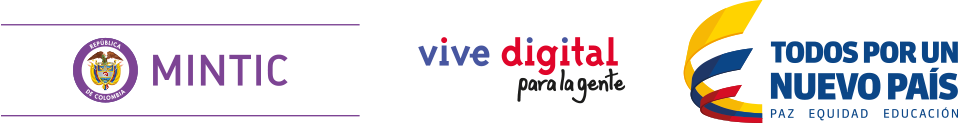 REPÚBLICA
DE COLOMBIA
MINTIC
vive digital
para la gente
TODOS POR UN
NUEVO PAÍS
PAZ EQUIDAD EDUCACIÓN